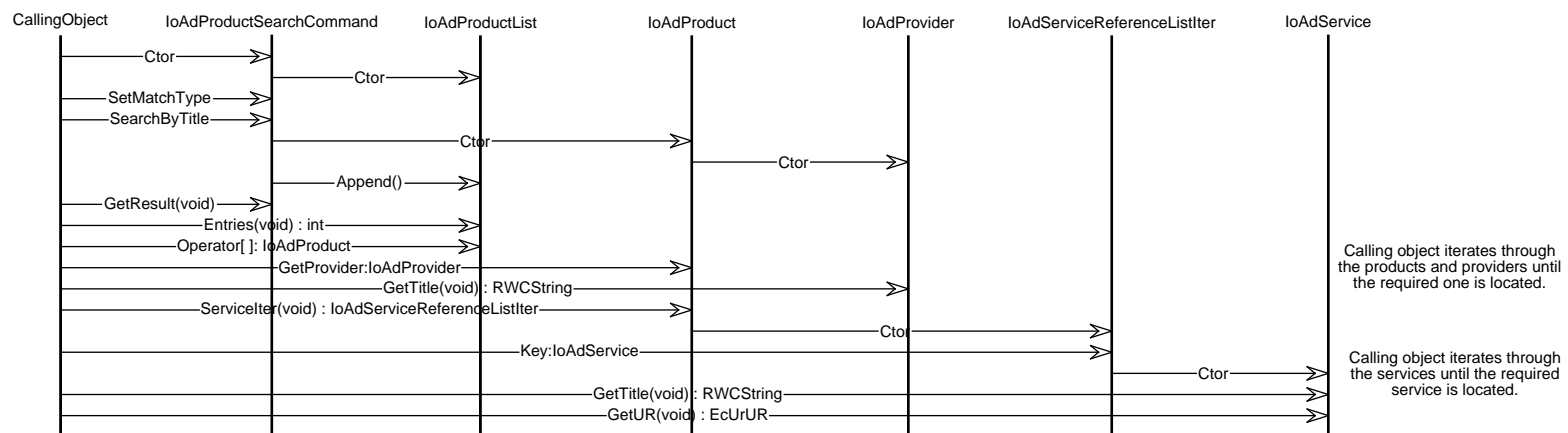 CallingObject IoAdProductSearchCommand IoAdProductList IoAdProduct IoAdProvider IoAdServiceReferenceListIter IoAdService
Ctor
Ctor
SetMatchType
SearchByTitle
Ctor
Ctor
Append()
GetResult(void)
Entries(void) : int
Operator[ ]: IoAdProduct
GetProvider:IoAdProvider
GetTitle(void) : RWCString
ServiceIter(void) : IoAdServiceReferenceListIter
Calling object iterates through
the products and providers until
the required one is located.
Ctor
Key:IoAdService
Ctor
GetTitle(void) : RWCString
GetUR(void) : EcUrUR
Calling object iterates through
the services until the required
service is located.